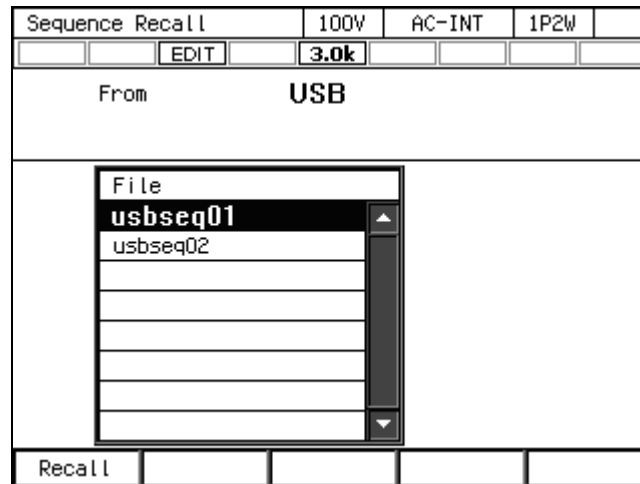 Sequence Recall 100V AC-INT 1P2W
EDIT 3.0k
From USB
File
usbseq01
usbseq02
Recall